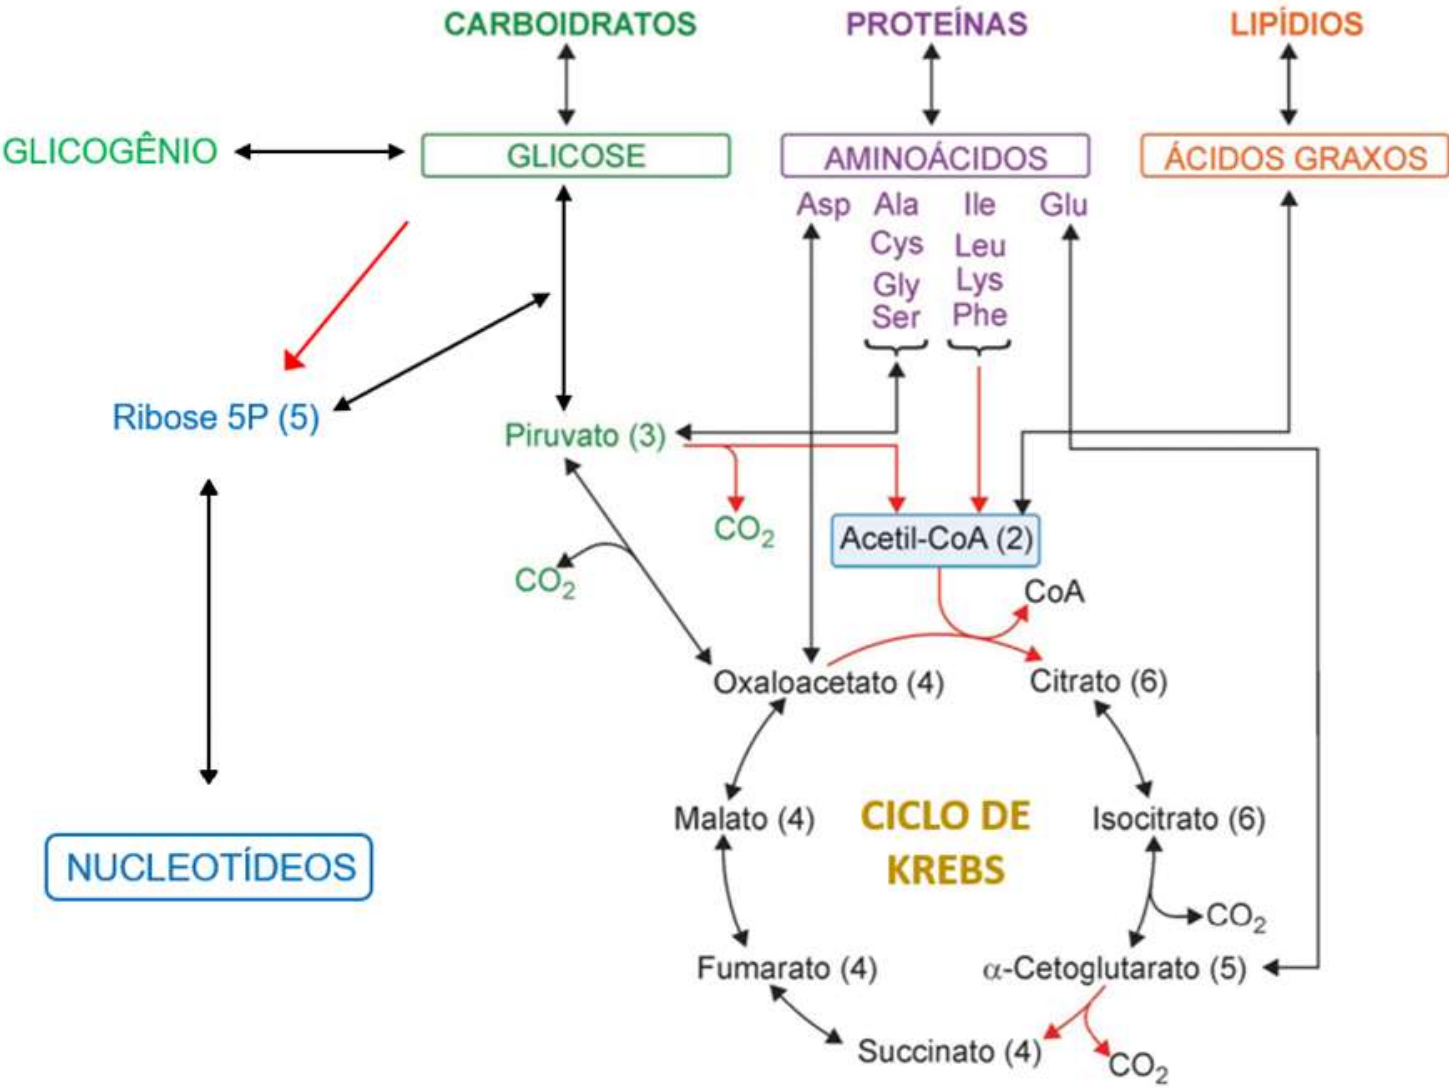 CARBOIDRATOS
PROTEÍNAS
LIPÍDIOS
GLICOGÊNIO
GLICOSE
AMINOÁCIDOS
ÁCIDOS GRAXOS
Asp
Ala
Ile
Glu
Cys
Leu
Gly
Lys
Ser
Phe
Ribose 5P (5)
Piruvato (3)
CO₂
Acetil-CoA (2)
CO₂
CoA
Oxaloacetato (4)
Citrato (6)
Malato (4)
CICLO DE
KREBS
Isocitrato (6)
NUCLEOTÍDEOS
CO₂
Fumarato (4)
α-Cetoglutarato (5)
Succinato (4)
CO₂